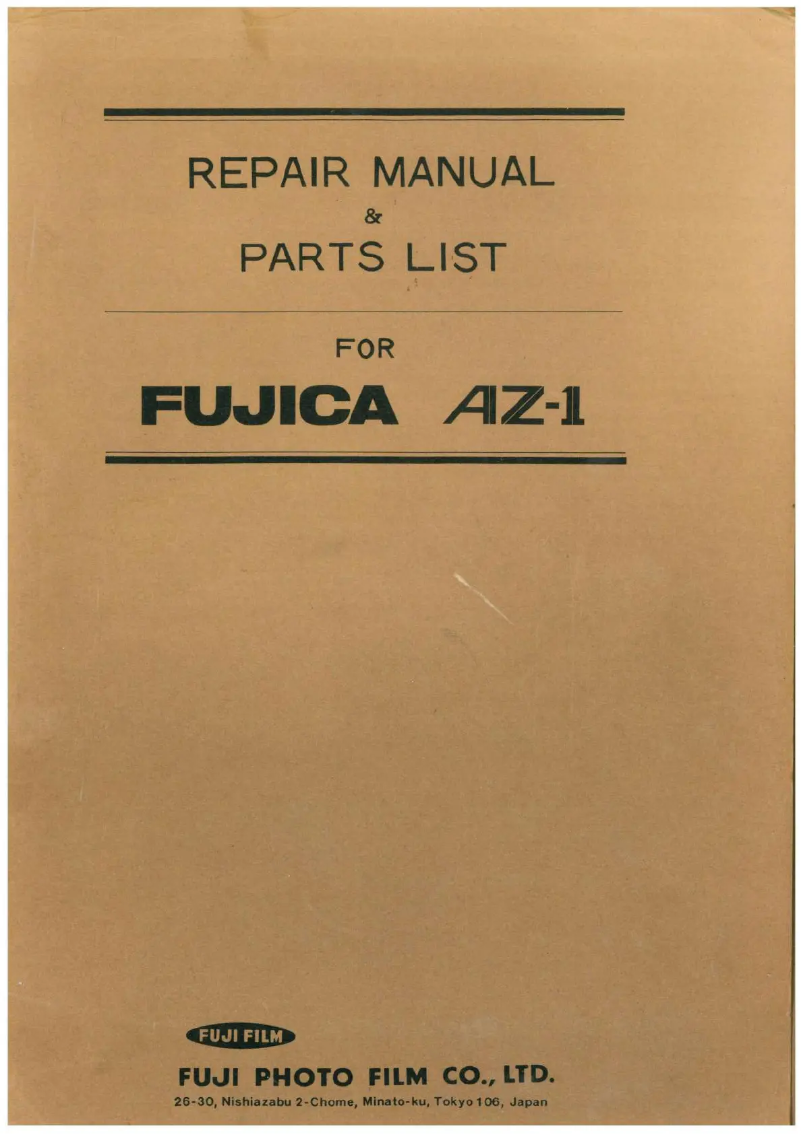 REPAIR MANUAL
&
PARTS LIST
FOR
FUJICA AZ-1
FUJI FILM
FUJI PHOTO FILM CO., LTD.
26-30, Nishiazabu 2-Chome, Minato-ku, Tokyo 106, Japan